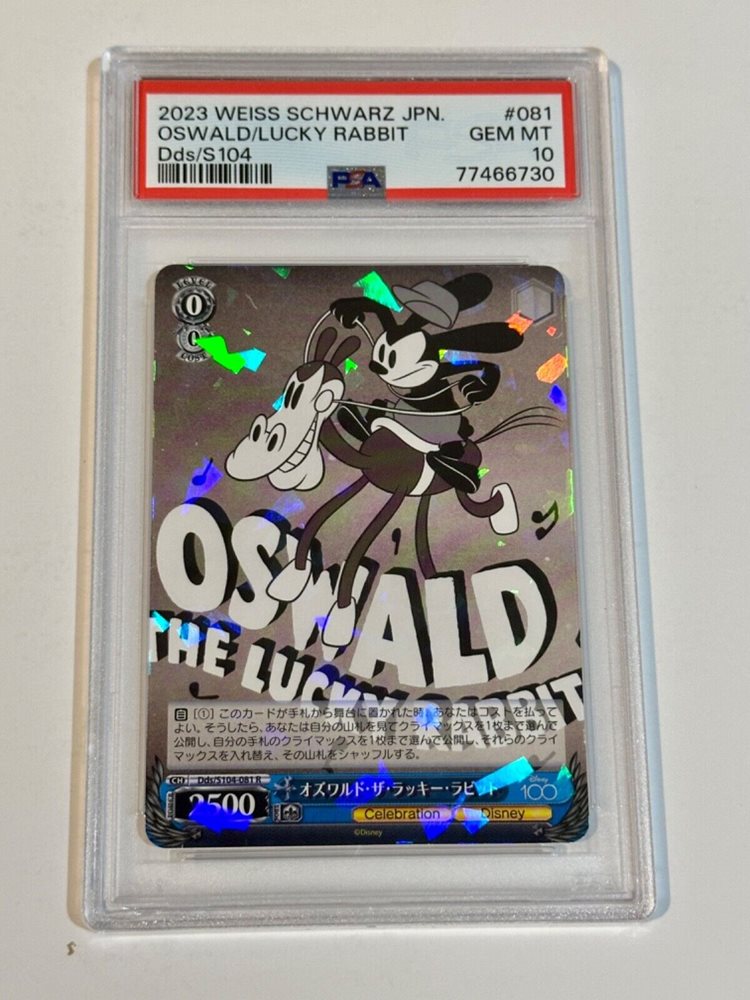 2023 WEISS SCHWARZ JPN. #081
OSWALD/LUCKY RABBIT GEM MT
Dds/S104 10
PSA 77466730
LEVEL
0
0
COST
OSWALD
THE LUCKY RABBIT
[①] このカードが手札から舞台に置かれた時、あなたはコストを払って
よい。そうしたら、あなたは自分の山札を見てクライマックスを1枚まで選んで
公開し、自分の手札のクライマックスを1枚まで選んで公開し、それらのクライ
マックスを入れ替え、その山札をシャッフルする。
Dds/S104-081 R
2500
オズワルド・ザ・ラッキー・ラビット
Disney
100
Celebration Disney
©Disney